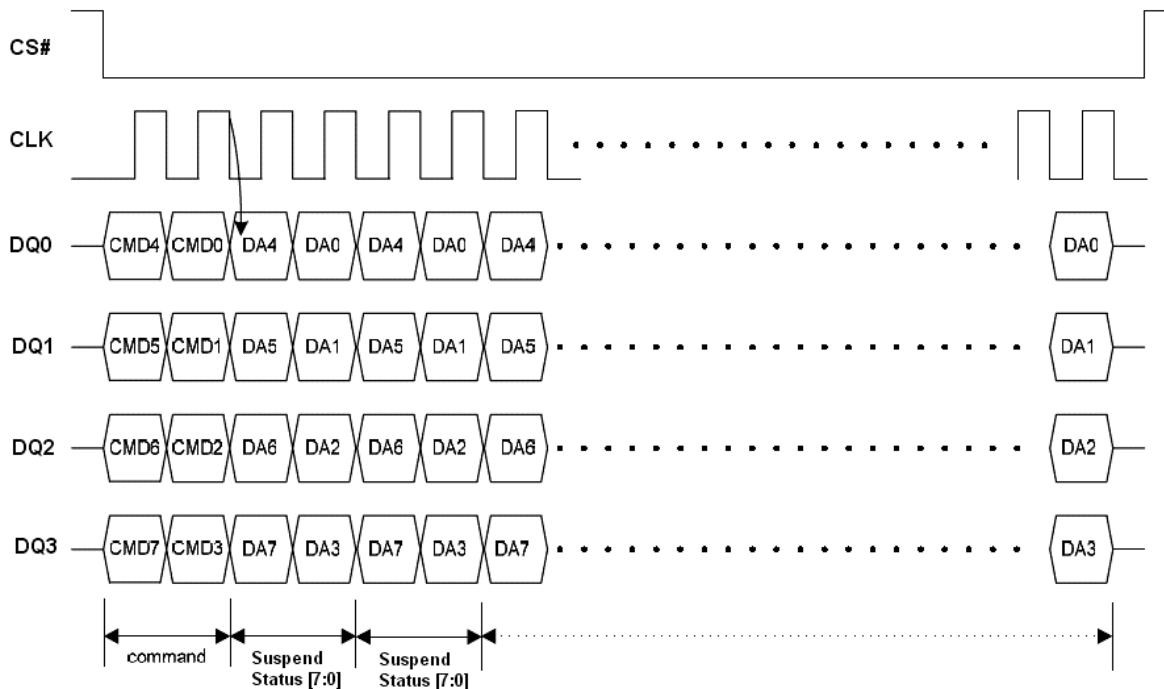 CS#
CLK
DQ0 CMD4 CMD0 DA4 DA0 DA4 DA0 DA4 DA0
DQ1 CMD5 CMD1 DA5 DA1 DA5 DA1 DA5 DA1
DQ2 CMD6 CMD2 DA6 DA2 DA6 DA2 DA6 DA2
DQ3 CMD7 CMD3 DA7 DA3 DA7 DA3 DA7 DA3
command
Suspend
Status [7:0]
Suspend
Status [7:0]